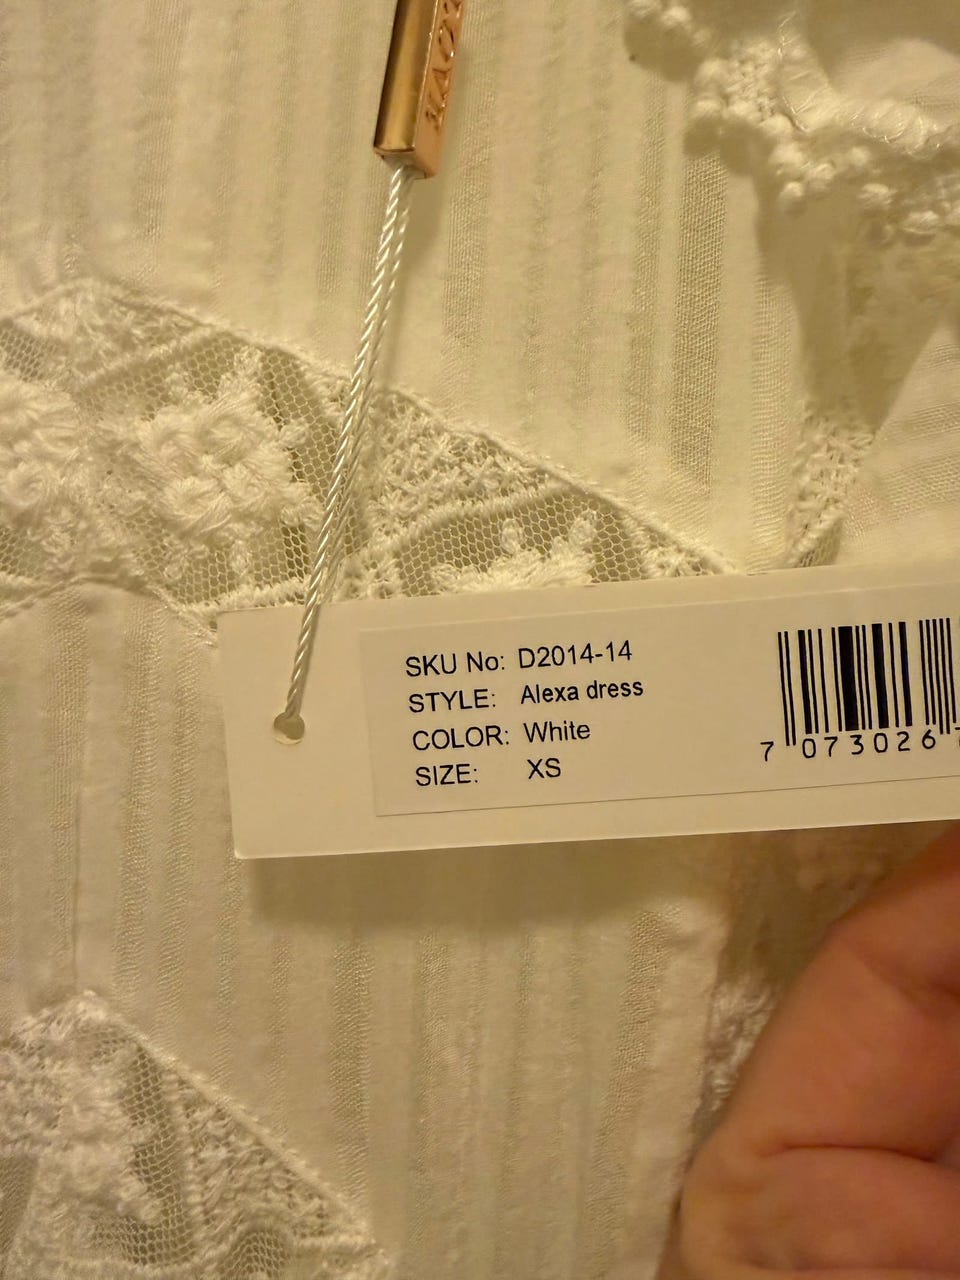 SKU No: D2014-14
STYLE: Alexa dress
COLOR: White
SIZE: XS
7 073026